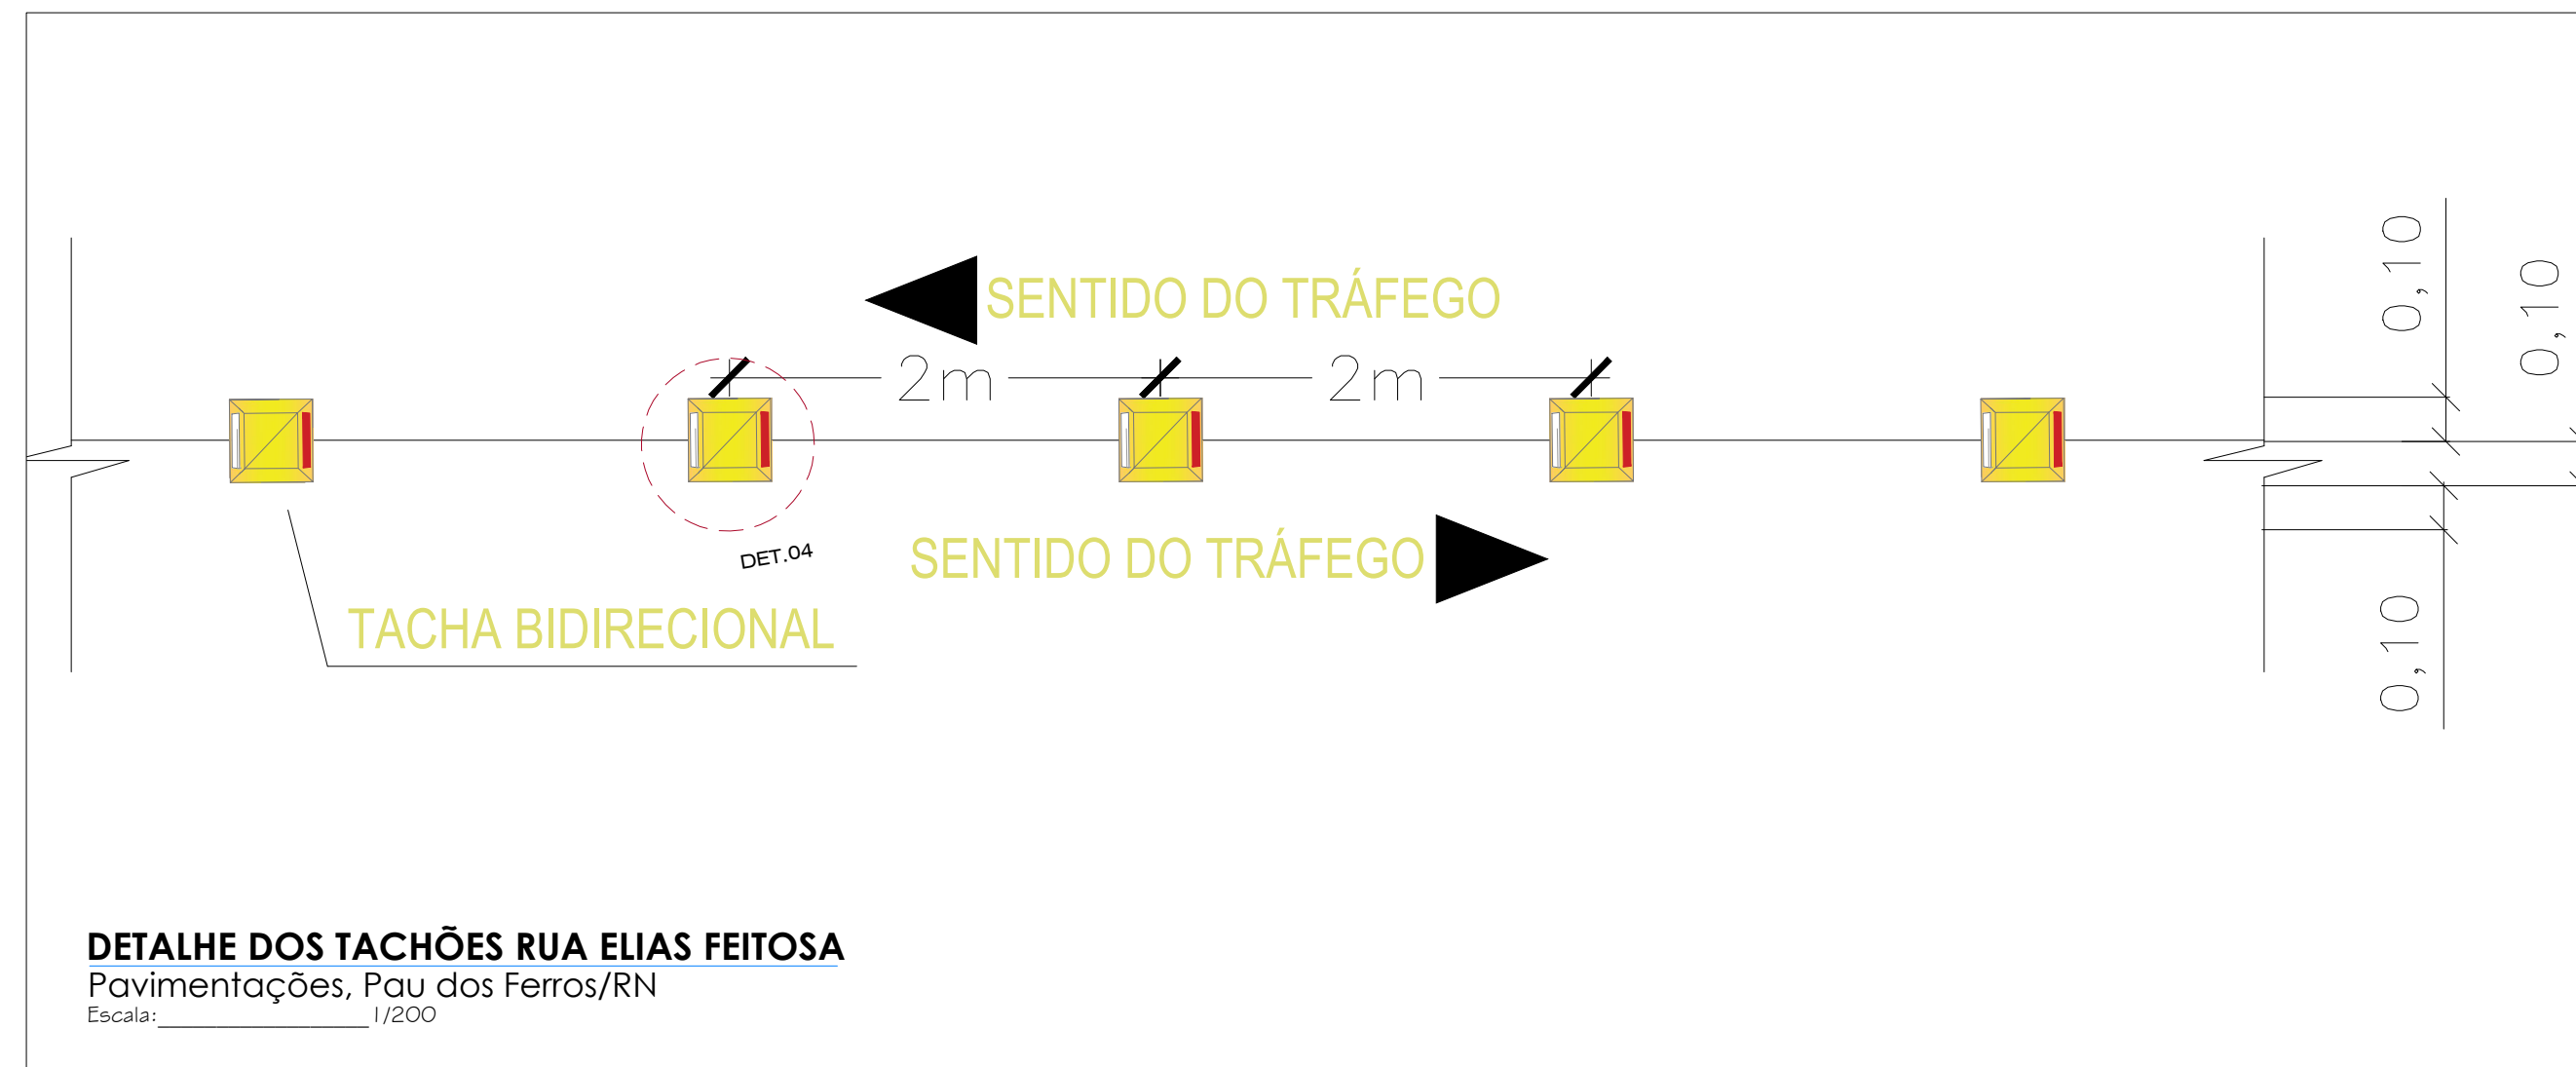 SENTIDO DO TRÁFEGO
2m
2m
0,10
0,10
DET.04
SENTIDO DO TRÁFEGO
TACHA BIDIRECIONAL
0,10
DETALHE DOS TACHÕES RUA ELIAS FEITOSA
Pavimentações, Pau dos Ferros/RN
Escala:__________________1/200